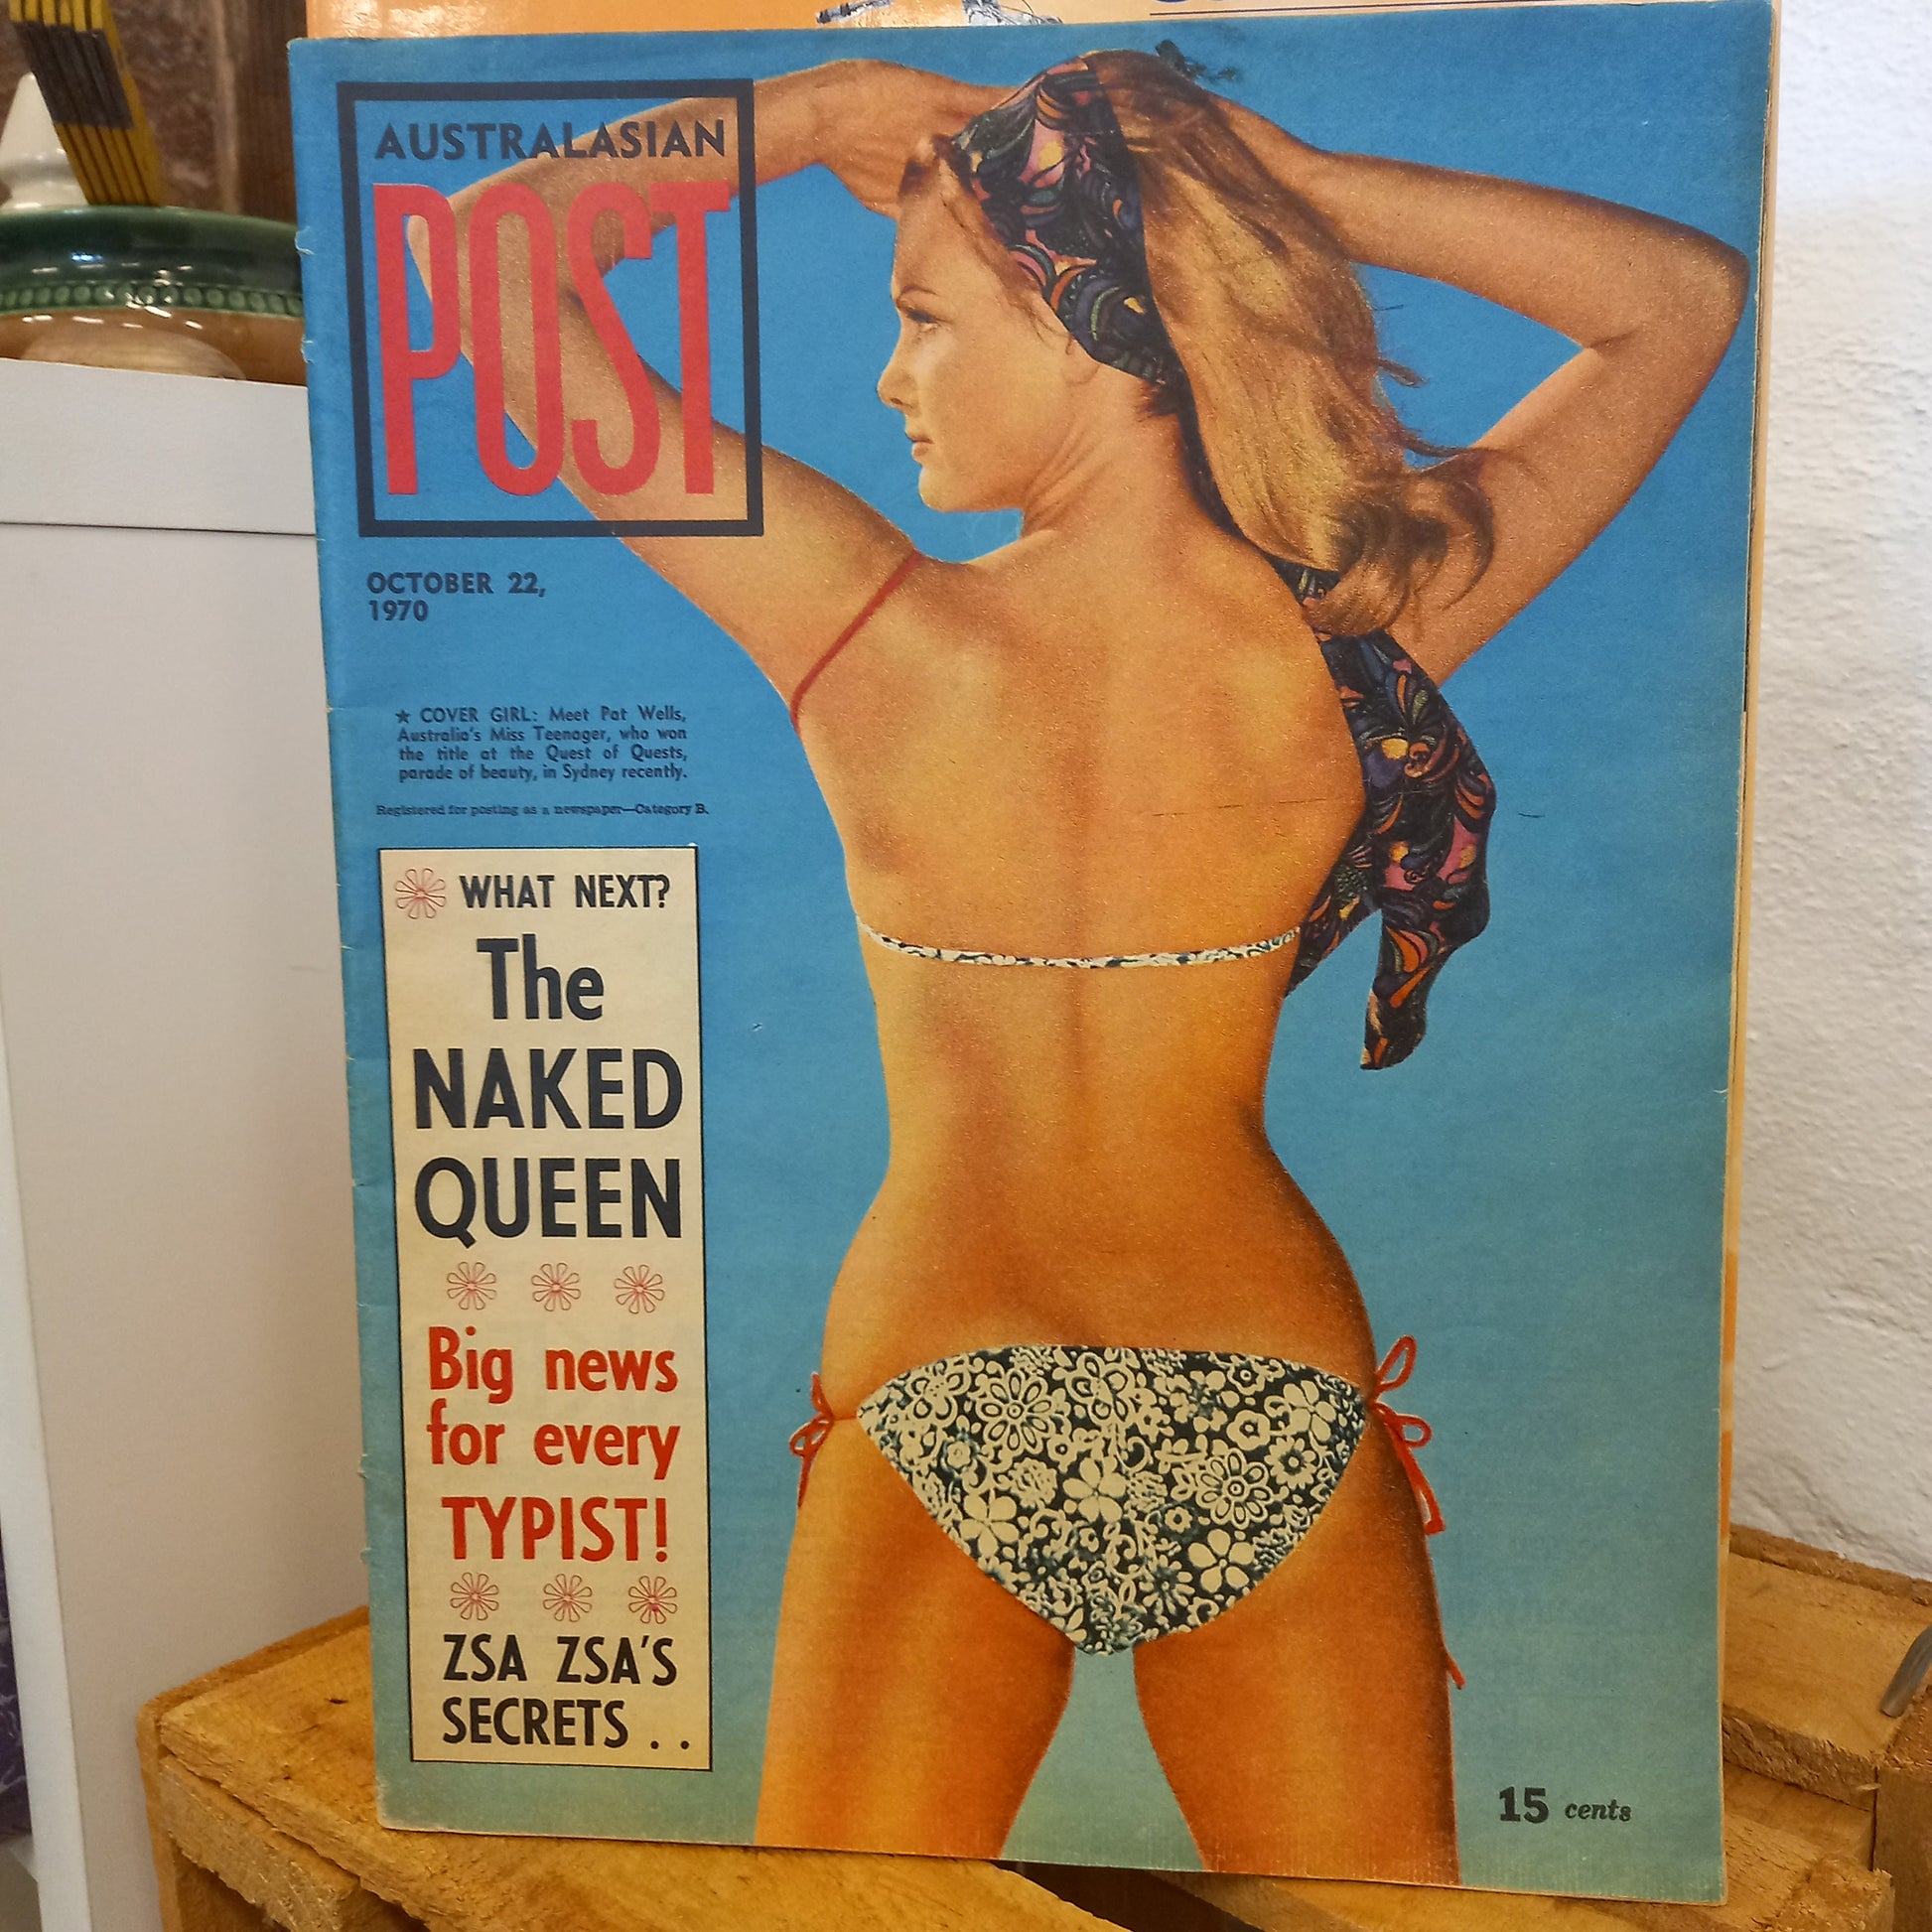 AUSTRALASIAN
POST
OCTOBER 22,
1970
★ COVER GIRL: Meet Pat Wells,
Australia's Miss Teenager, who won
the title at the Quest of Quests,
parade of beauty, in Sydney recently.
Registered for posting as a newspaper—Category B.
WHAT NEXT?
The
NAKED
QUEEN
Big news
for every
TYPIST!
ZSA ZSA'S
SECRETS . .
15 cents